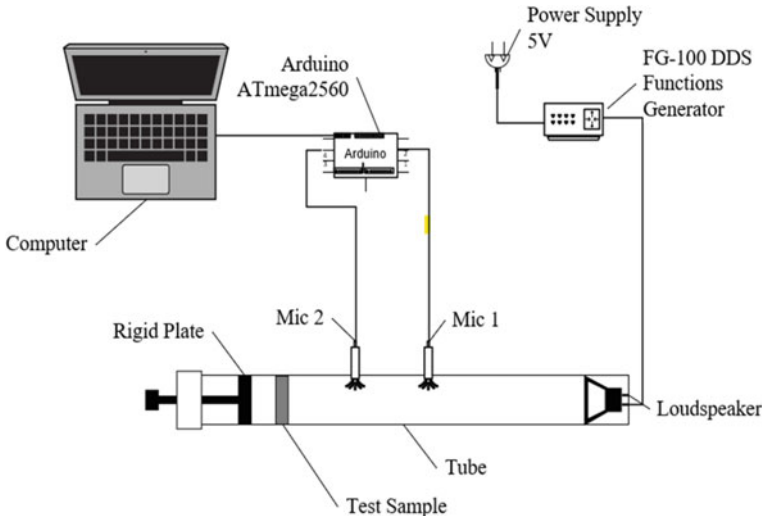 Power Supply
5V
FG-100 DDS
Functions
Generator
Arduino
ATmega2560
Arduino
Computer
Mic 2
Mic 1
Rigid Plate
Loudspeaker
Tube
Test Sample